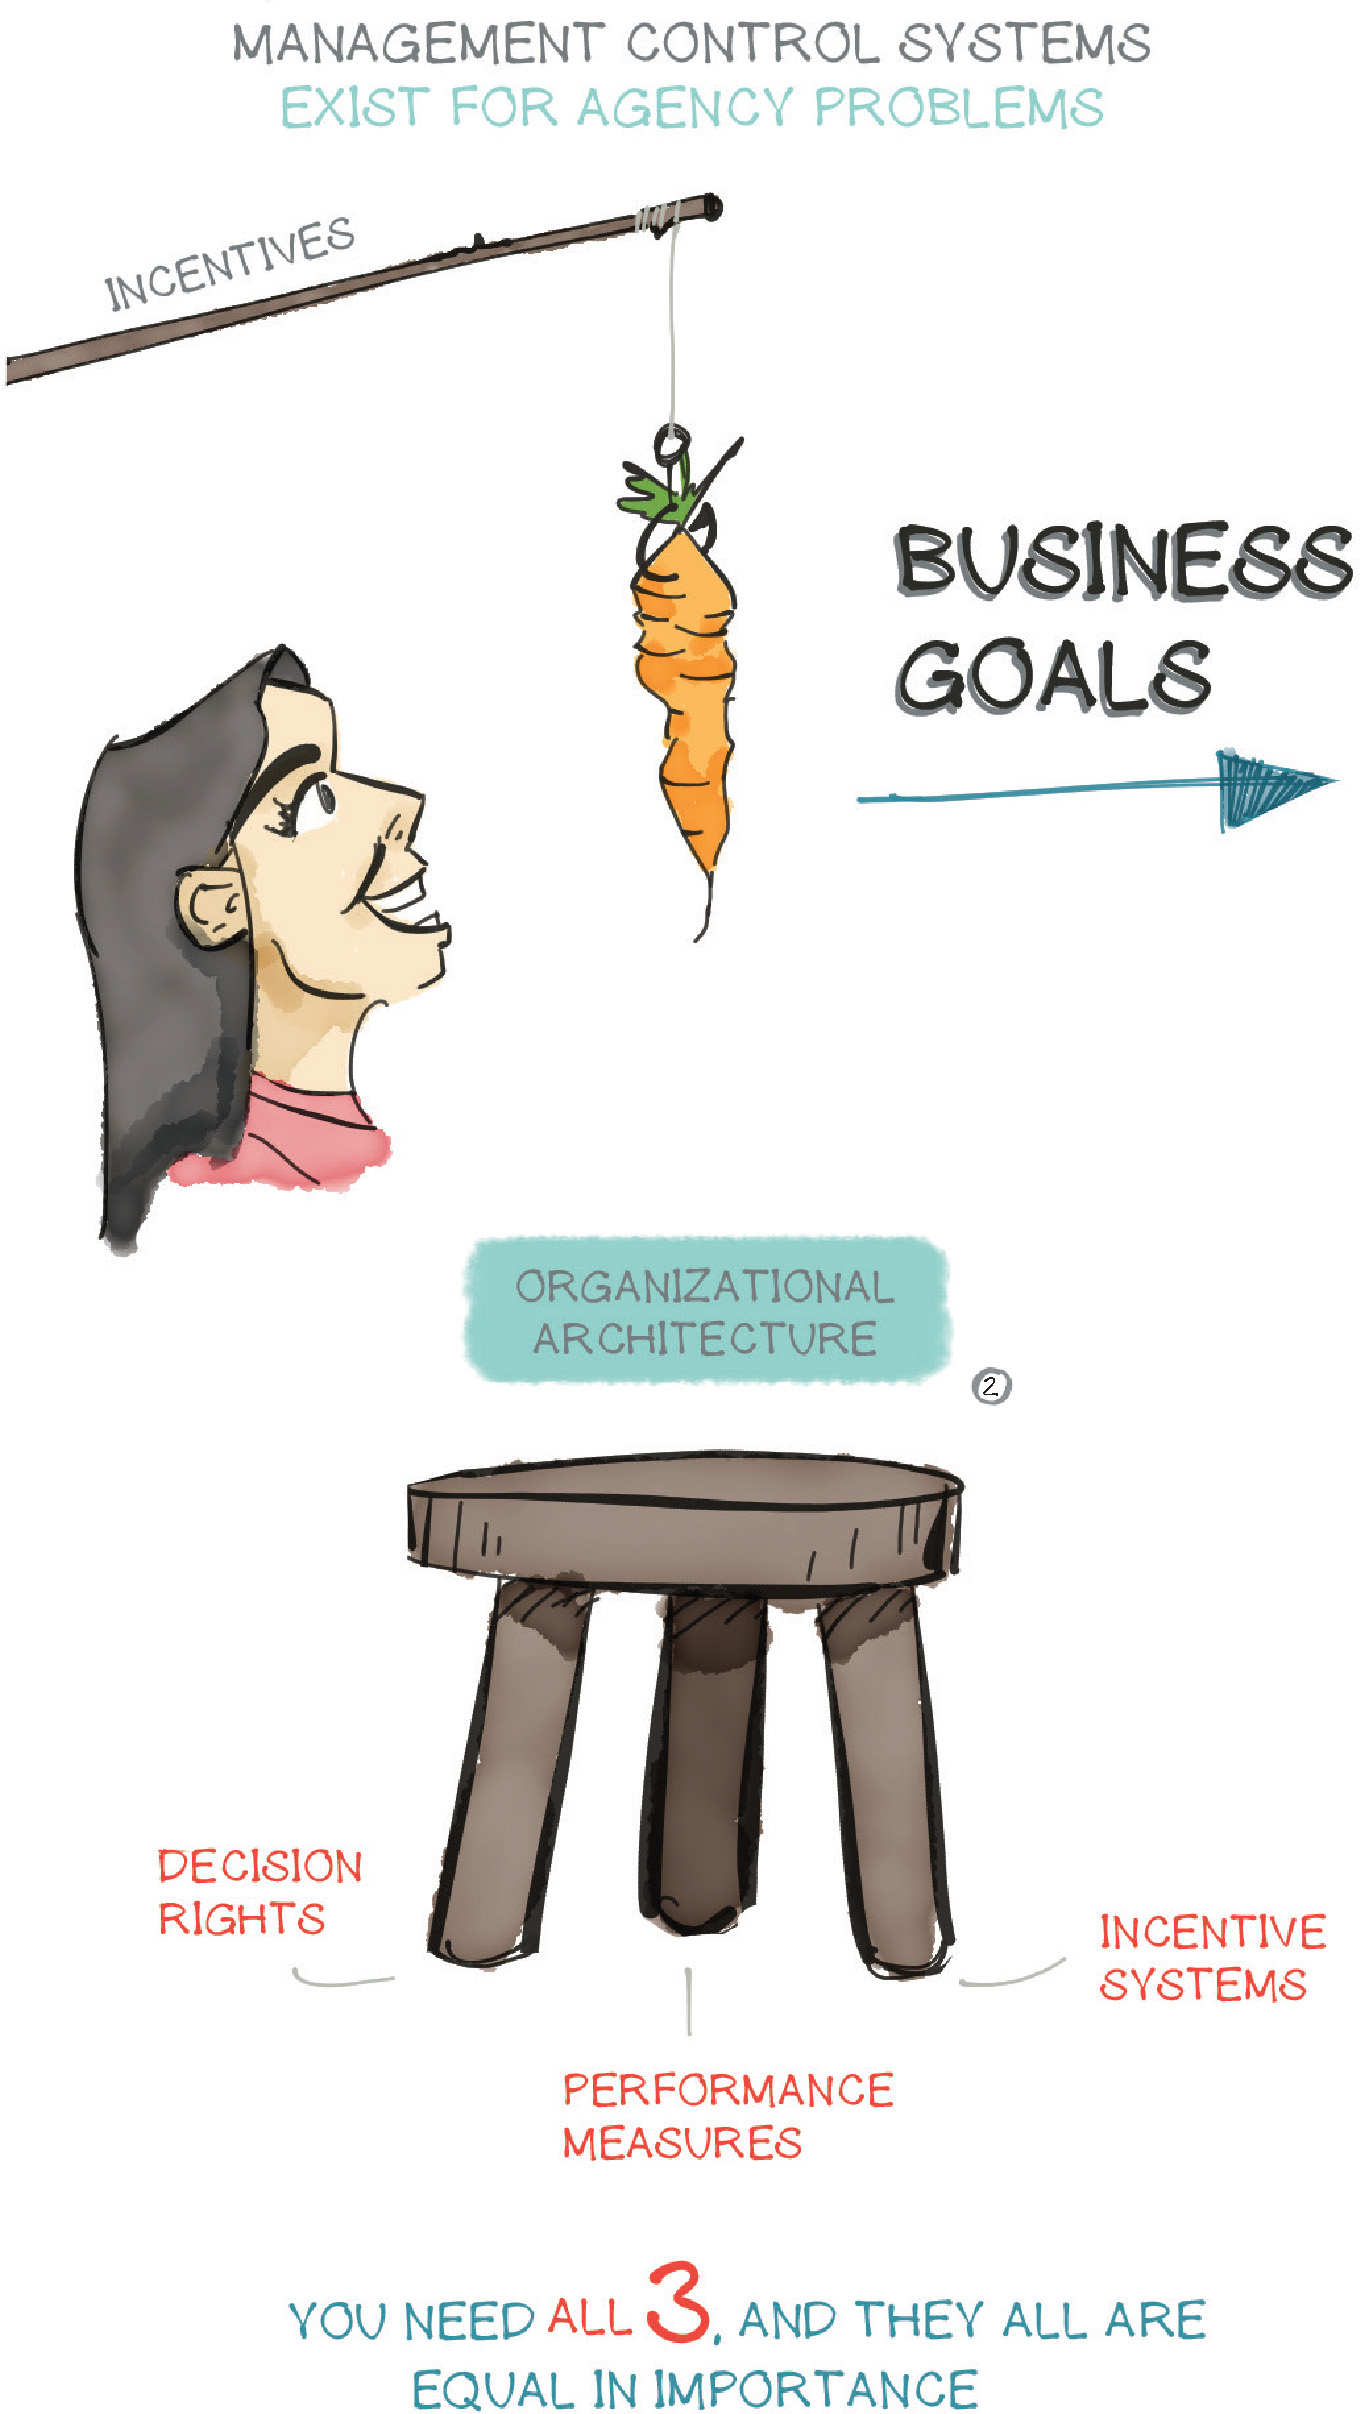 MANAGEMENT CONTROL SYSTEMS
EXIST FOR AGENCY PROBLEMS
INCENTIVES
BUSINESS
GOALS
ORGANIZATIONAL
ARCHITECTURE
2
DECISION
RIGHTS
INCENTIVE
SYSTEMS
PERFORMANCE
MEASURES
YOU NEED ALL 3, AND THEY ALL ARE
EQUAL IN IMPORTANCE